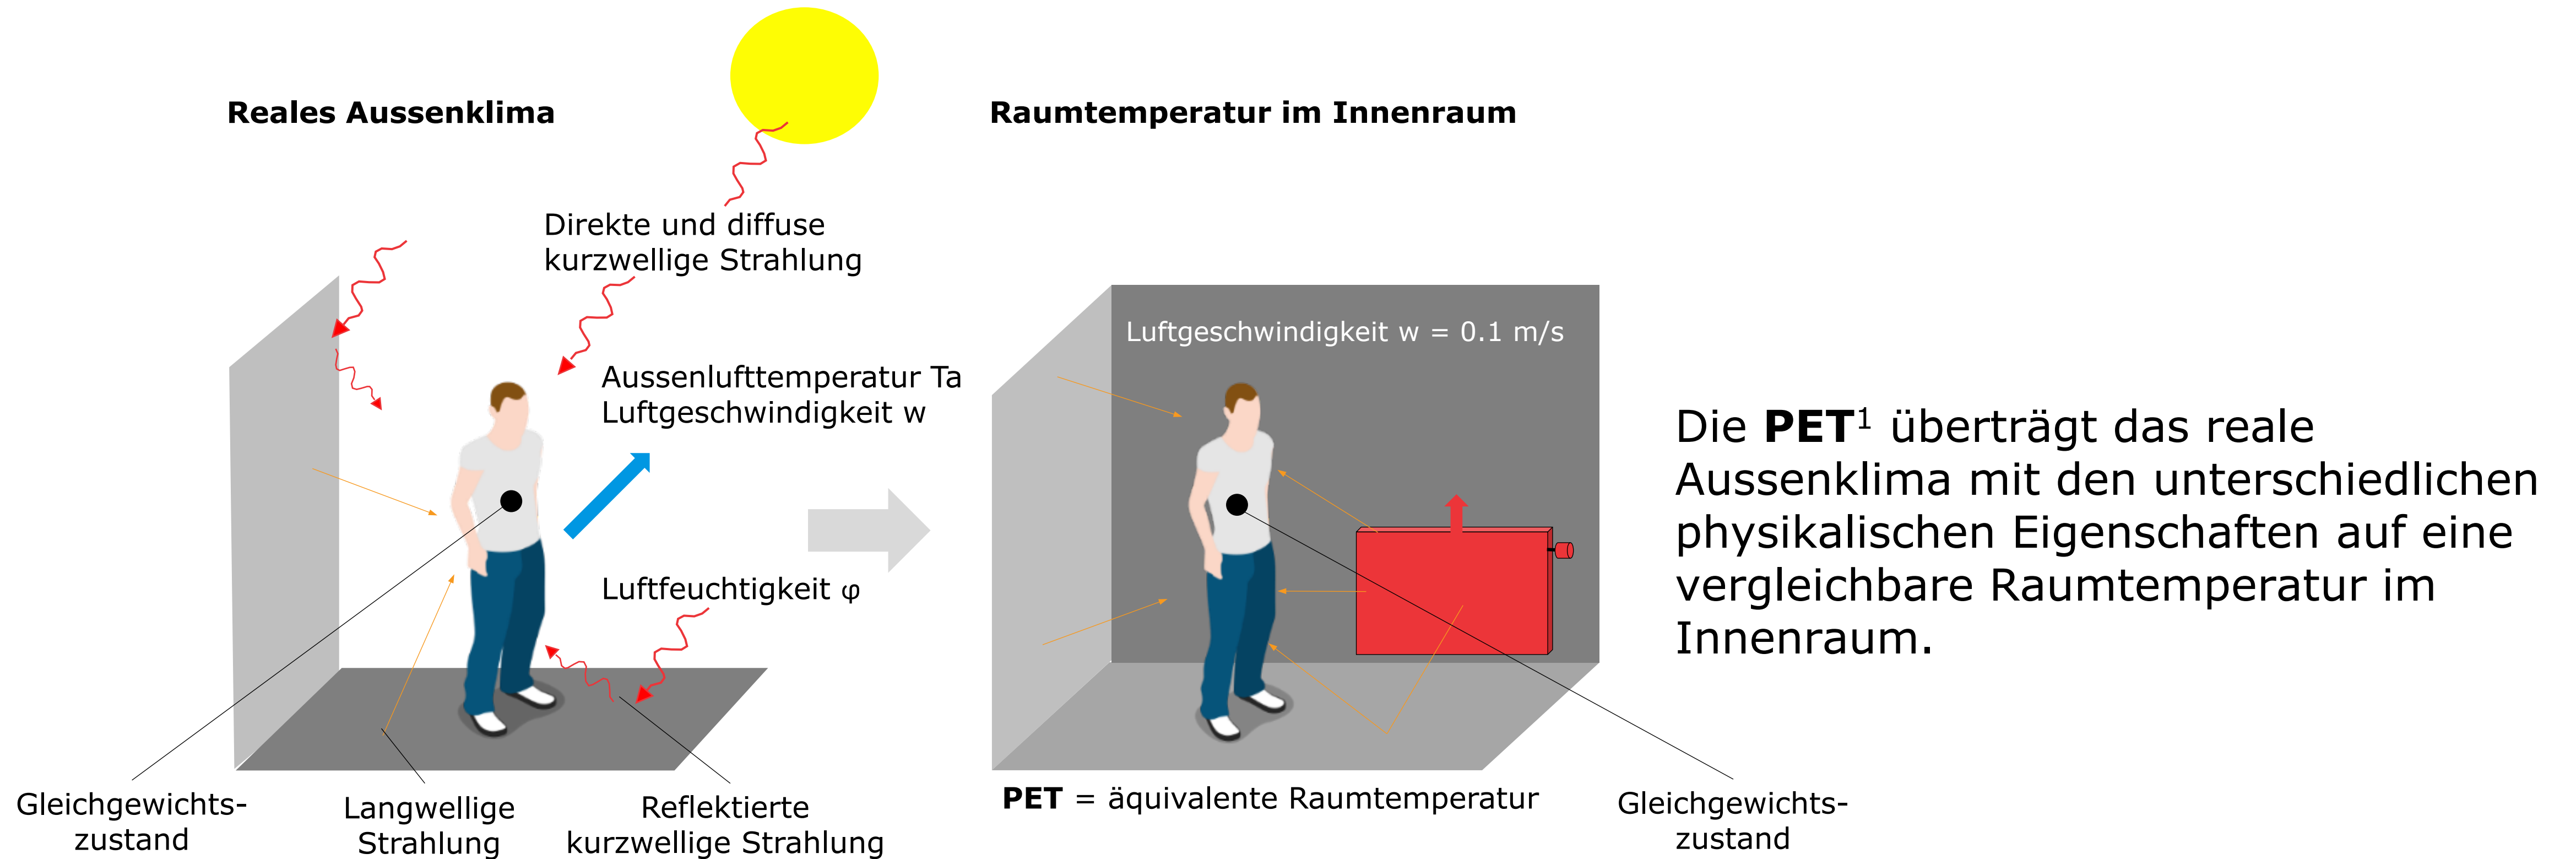 Reales Aussenklima
Direkte und diffuse
kurzwellige Strahlung
Aussenlufttemperatur Ta
Luftgeschwindigkeit w
Luftfeuchtigkeit φ
Gleichgewichts-
zustand
Langwellige
Strahlung
Reflektierte
kurzwellige Strahlung
Raumtemperatur im Innenraum
Luftgeschwindigkeit w = 0.1 m/s
PET = äquivalente Raumtemperatur
Gleichgewichts-
zustand
Die PET¹ überträgt das reale
Aussenklima mit den unterschiedlichen
physikalischen Eigenschaften auf eine
vergleichbare Raumtemperatur im
Innenraum.